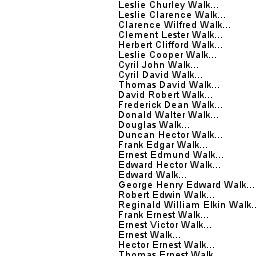 Leslie Churley Walk...
Leslie Clarence Walk...
Clarence Wilfred Walk...
Clement Lester Walk...
Herbert Clifford Walk...
Leslie Cooper Walk...
Cyril John Walk...
Cyril David Walk...
Thomas David Walk...
David Robert Walk...
Frederick Dean Walk...
Donald Walter Walk...
Douglas Walk...
Duncan Hector Walk...
Frank Edgar Walk...
Ernest Edmund Walk...
Edward Hector Walk...
Edward Walk...
George Henry Edward Walk...
Robert Edwin Walk...
Reginald William Elkin Walk..
Frank Ernest Walk...
Ernest Victor Walk...
Ernest Walk...
Hector Ernest Walk...
Thomas Ernest Walk